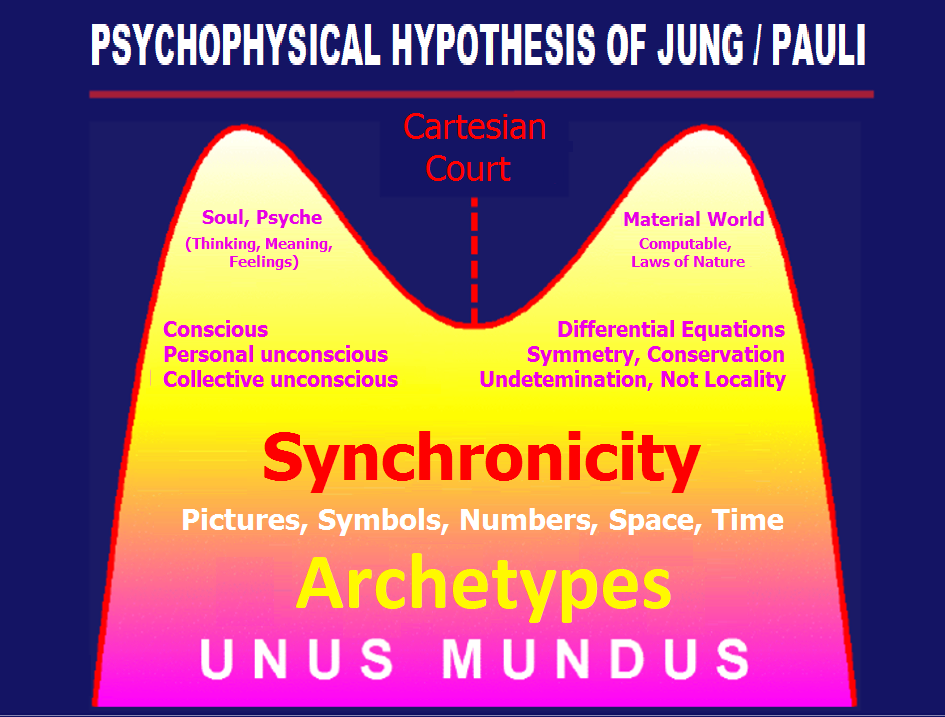 PSYCHOPHYSICAL HYPOTHESIS OF JUNG / PAULI
Cartesian
Court
Soul, Psyche
(Thinking, Meaning,
Feelings)
Material World
Computable,
Laws of Nature
Conscious
Personal unconscious
Collective unconscious
Differential Equations
Symmetry, Conservation
Undetemination, Not Locality
Synchronicity
Pictures, Symbols, Numbers, Space, Time
Archetypes
UNUS MUNDUS